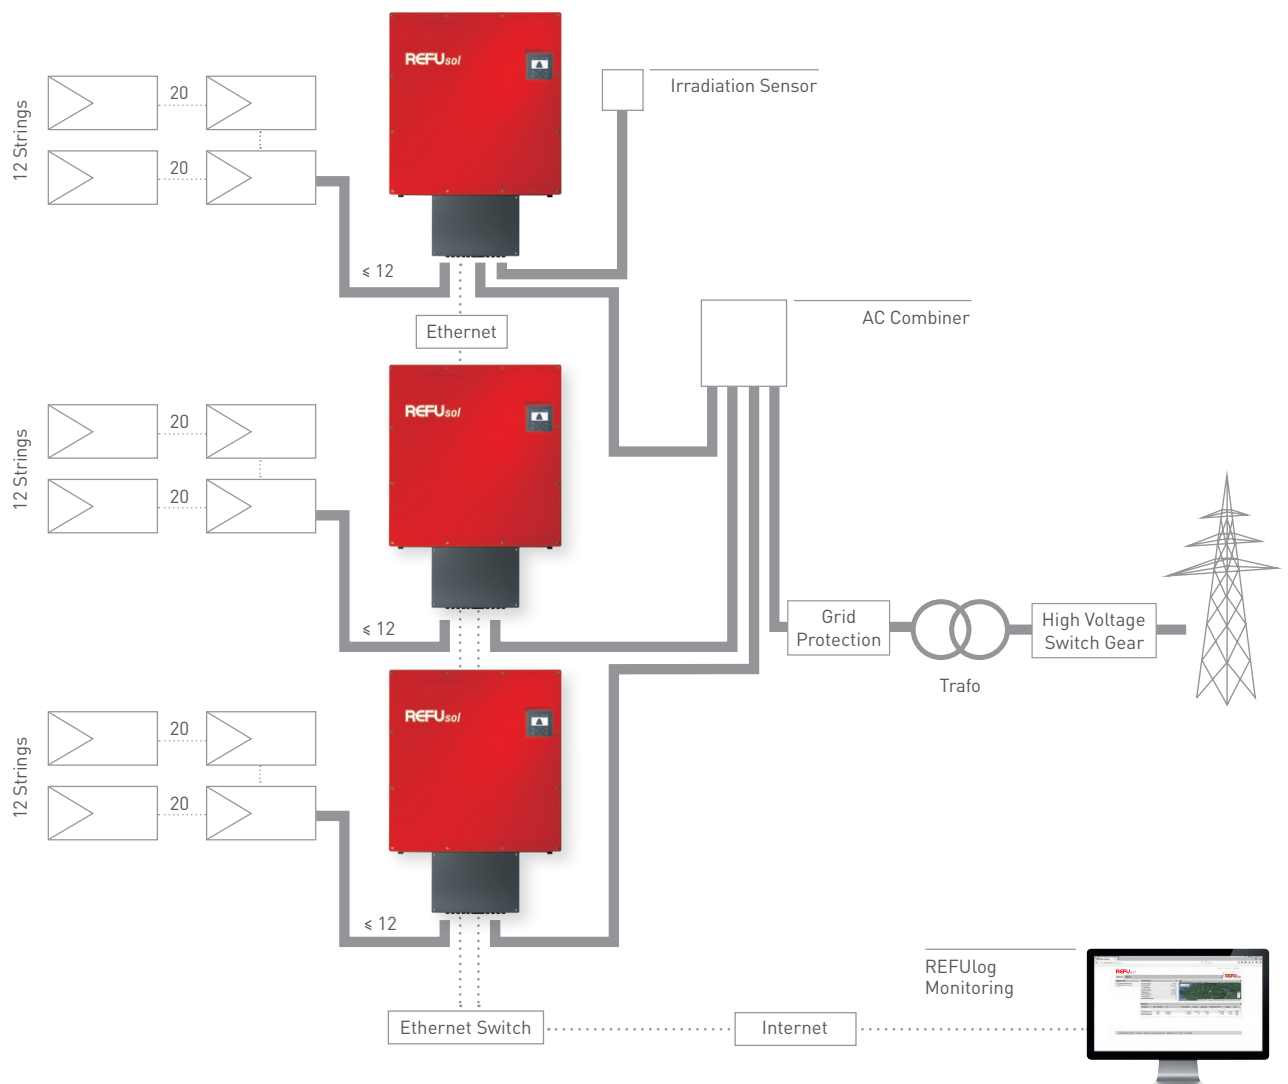 REFUsol
Irradiation Sensor
12 Strings
20
20
≤ 12
Ethernet
AC Combiner
REFUsol
12 Strings
20
20
≤ 12
Grid
Protection
High Voltage
Switch Gear
Trafo
REFUsol
12 Strings
20
20
≤ 12
REFUlog
Monitoring
Ethernet Switch
Internet